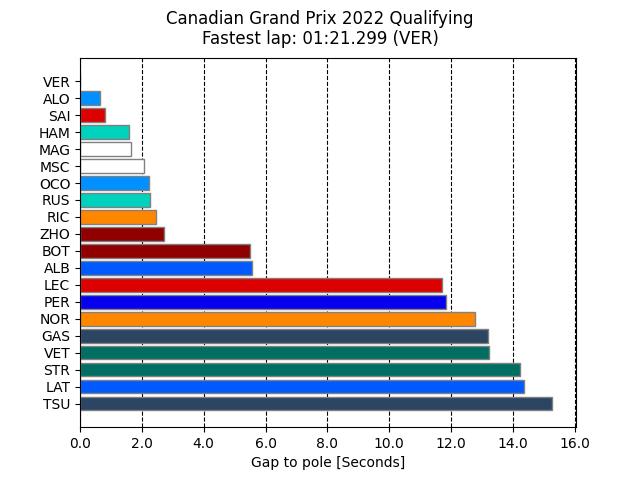 Canadian Grand Prix 2022 Qualifying
Fastest lap: 01:21.299 (VER)
VER
ALO
SAI
HAM
MAG
MSC
OCO
RUS
RIC
ZHO
BOT
ALB
LEC
PER
NOR
GAS
VET
STR
LAT
TSU
0.0 2.0 4.0 6.0 8.0 10.0 12.0 14.0 16.0
Gap to pole [Seconds]